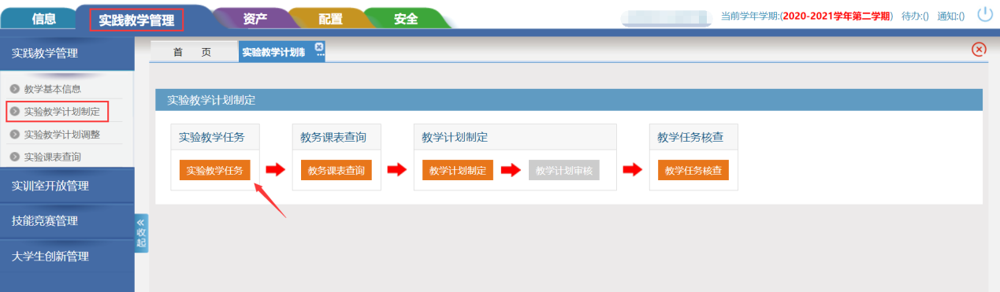 信息 实践教学管理 资产 配置 安全 当前学年学期:(2020-2021学年第二学期) 待办:() 通知:()
实践教学管理
首 页 实验教学计划制 ...
教学基本信息
实验教学计划制定
实验教学计划调整
实验课表查询
实训室开放管理
技能竞赛管理
大学生创新管理
«收起
实验教学计划制定
实验教学任务 教务课表查询 教学计划制定 教学任务核查
实验教学任务 教务课表查询 教学计划制定 教学计划审核 教学任务核查